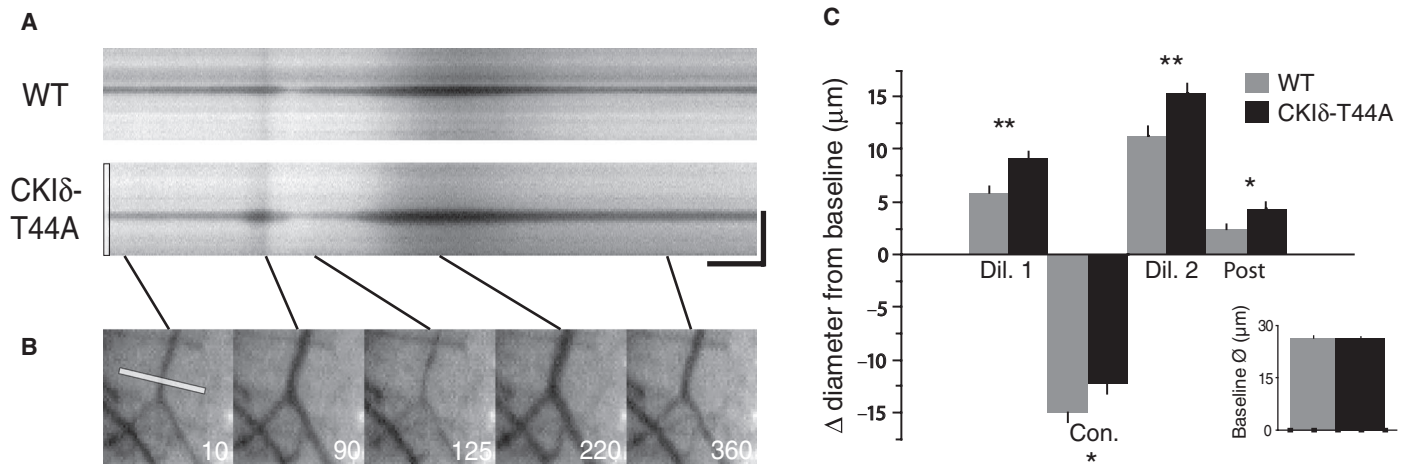 A
WT
CKIδ-
T44A
B
10
90
125
220
360
C
Δ diameter from baseline (μm)
15
10
5
0
−5
−10
−15
**
**
*
Dil. 1
Dil. 2
Post
Con.
*
WT
CKIδ-T44A
Baseline Ø (μm)
30
15
0